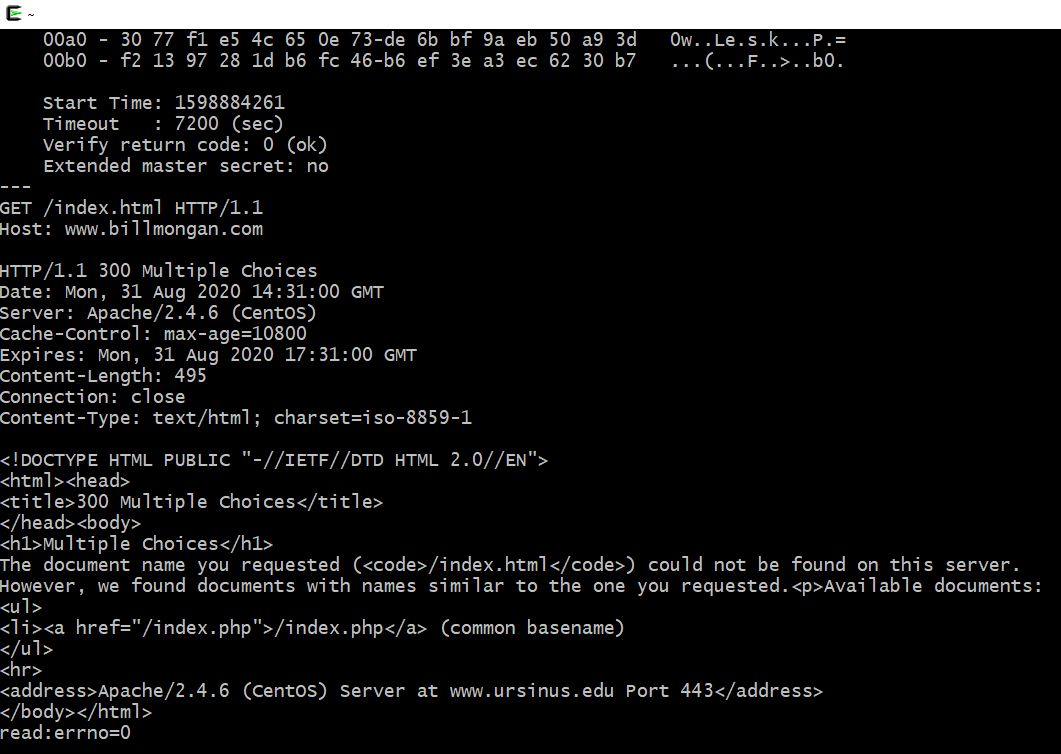 ~
00a0 - 30 77 f1 e5 4c 65 0e 73-de 6b bf 9a eb 50 a9 3d   0w..Le.s.k...P.=
00b0 - f2 13 97 28 1d b6 fc 46-b6 ef 3e a3 ec 62 30 b7   ...(...F..>..b0.
Start Time: 1598884261
Timeout   : 7200 (sec)
Verify return code: 0 (ok)
Extended master secret: no
---
GET /index.html HTTP/1.1
Host: www.billmongan.com
HTTP/1.1 300 Multiple Choices
Date: Mon, 31 Aug 2020 14:31:00 GMT
Server: Apache/2.4.6 (CentOS)
Cache-Control: max-age=10800
Expires: Mon, 31 Aug 2020 17:31:00 GMT
Content-Length: 495
Connection: close
Content-Type: text/html; charset=iso-8859-1
<!DOCTYPE HTML PUBLIC "-//IETF//DTD HTML 2.0//EN">
<html><head>
<title>300 Multiple Choices</title>
</head><body>
<h1>Multiple Choices</h1>
The document name you requested (<code>/index.html</code>) could not be found on this server.
However, we found documents with names similar to the one you requested.<p>Available documents:
<ul>
<li><a href="/index.php">/index.php</a> (common basename)
</ul>
<hr>
<address>Apache/2.4.6 (CentOS) Server at www.ursinus.edu Port 443</address>
</body></html>
read:errno=0